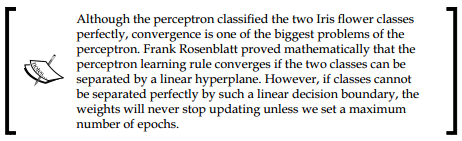 Although the perceptron classified the two Iris flower classes
perfectly, convergence is one of the biggest problems of the
perceptron. Frank Rosenblatt proved mathematically that the
perceptron learning rule converges if the two classes can be
separated by a linear hyperplane. However, if classes cannot
be separated perfectly by such a linear decision boundary, the
weights will never stop updating unless we set a maximum
number of epochs.